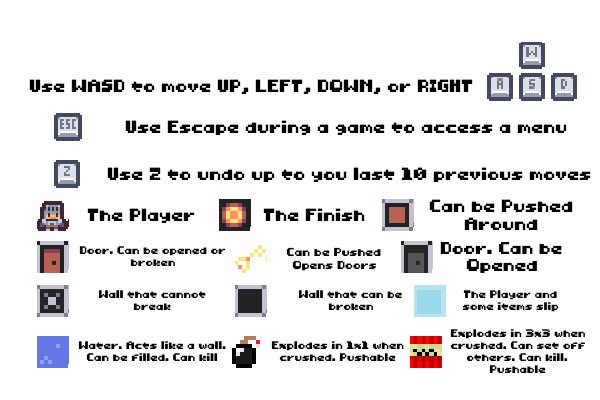 W
Use WASD to move UP, LEFT, DOWN, or RIGHT
A S D
ESC
Use Escape during a game to access a menu
Z
Use Z to undo up to you last 10 previous moves
The Player
The Finish
Can be Pushed
Around
Door. Can be opened or
broken
Can be Pushed
Opens Doors
Door. Can be
Opened
Wall that cannot
break
Wall that can be
broken
The Player and
some items slip
Water. Acts like a wall.
Can be filled. Can kill
Explodes in 1x1 when
crushed. Pushable
Explodes in 3x3 when
crushed. Can set off
others. Can kill.
Pushable